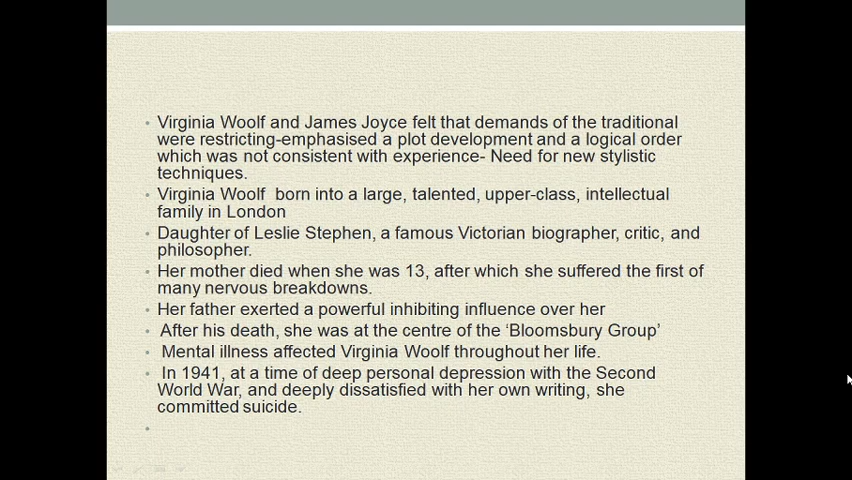 • Virginia Woolf and James Joyce felt that demands of the traditional
were restricting-emphasised a plot development and a logical order
which was not consistent with experience- Need for new stylistic
techniques.
• Virginia Woolf  born into a large, talented, upper-class, intellectual
family in London
• Daughter of Leslie Stephen, a famous Victorian biographer, critic, and
philosopher.
• Her mother died when she was 13, after which she suffered the first of
many nervous breakdowns.
• Her father exerted a powerful inhibiting influence over her
• After his death, she was at the centre of the ‘Bloomsbury Group’
• Mental illness affected Virginia Woolf throughout her life.
• In 1941, at a time of deep personal depression with the Second
World War, and deeply dissatisfied with her own writing, she
committed suicide.
•